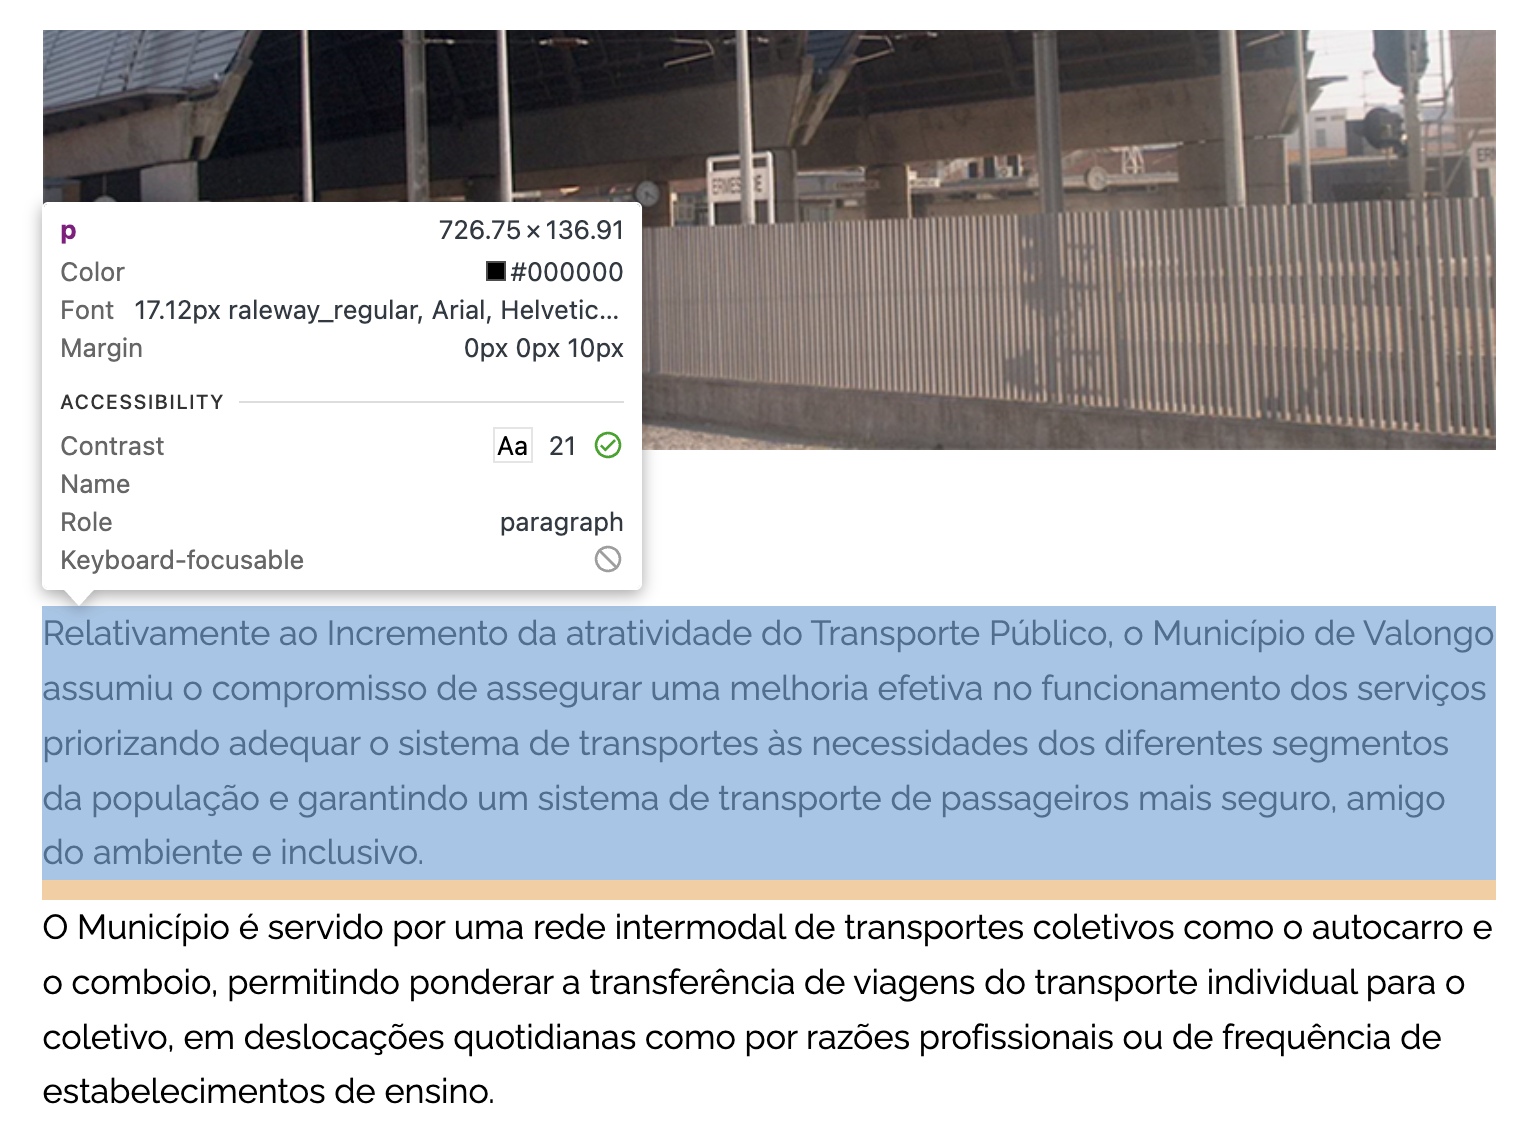 p 726.75 × 136.91
Color #000000
Font 17.12px raleway_regular, Arial, Helvetic...
Margin 0px 0px 10px
ACCESSIBILITY
Contrast Aa 21
Name
Role paragraph
Keyboard-focusable
Relativamente ao Incremento da atratividade do Transporte Público, o Município de Valongo
assumiu o compromisso de assegurar uma melhoria efetiva no funcionamento dos serviços
priorizando adequar o sistema de transportes às necessidades dos diferentes segmentos
da população e garantindo um sistema de transporte de passageiros mais seguro, amigo
do ambiente e inclusivo.
O Município é servido por uma rede intermodal de transportes coletivos como o autocarro e
o comboio, permitindo ponderar a transferência de viagens do transporte individual para o
coletivo, em deslocações quotidianas como por razões profissionais ou de frequência de
estabelecimentos de ensino.